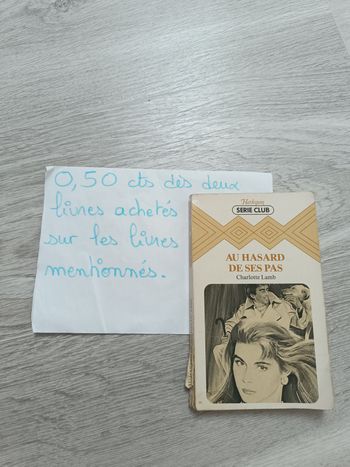 0,50 cts dès deux
livres achetés
sur les livres
mentionnés.
Harlequin
SERIE CLUB
AU HASARD
DE SES PAS
Charlotte Lamb